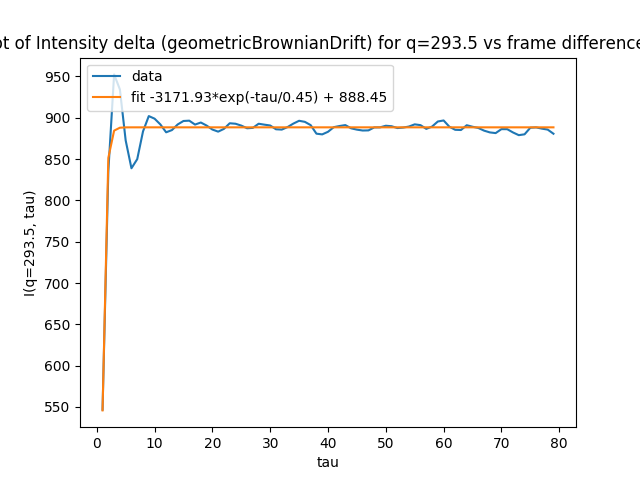 ot of Intensity delta (geometricBrownianDrift) for q=293.5 vs frame difference
data
fit -3171.93*exp(-tau/0.45) + 888.45
I(q=293.5, tau)
950
900
850
800
750
700
650
600
550
0 10 20 30 40 50 60 70 80
tau